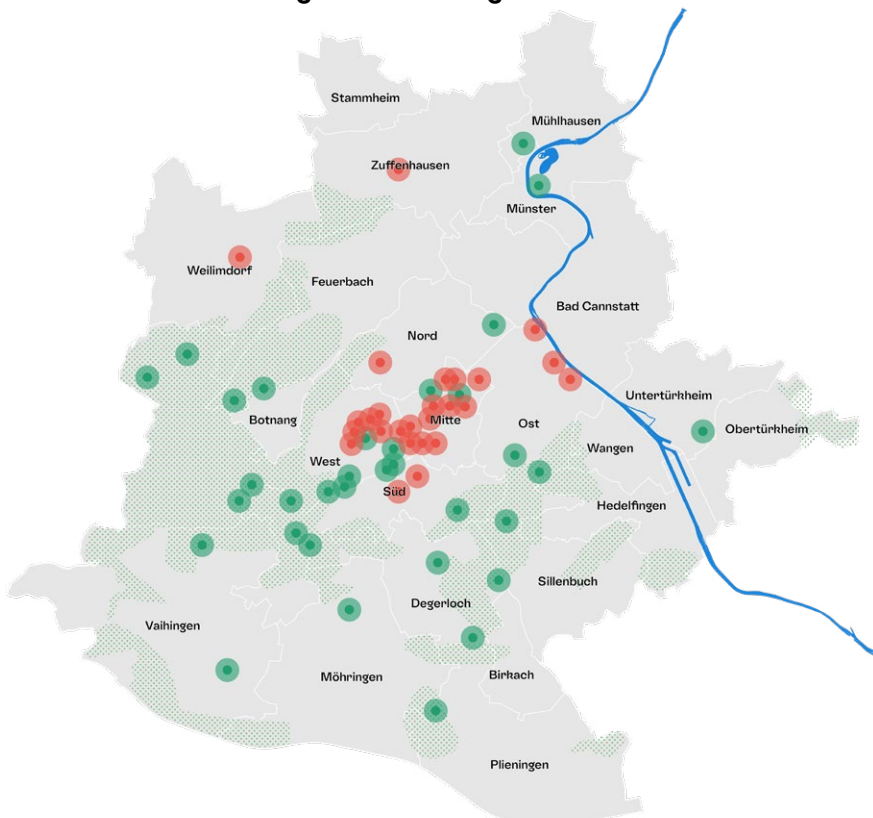 Stammheim
Mühlhausen
Zuffenhausen
Münster
Weilimdorf
Feuerbach
Bad Cannstatt
Nord
Untertürkheim
Botnang
Mitte
Ost
Obertürkheim
Wangen
West
Süd
Hedelfingen
Sillenbuch
Degerloch
Vaihingen
Möhringen
Birkach
Plieningen